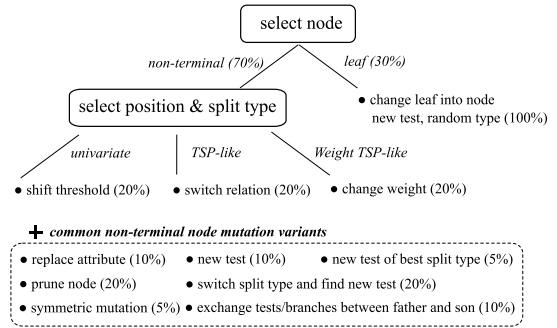 select node
non-terminal (70%)
leaf (30%)
select position & split type
● change leaf into node
new test, random type (100%)
univariate
TSP-like
Weight TSP-like
● shift threshold (20%)
● switch relation (20%)
● change weight (20%)
+ common non-terminal node mutation variants
● replace attribute (10%)
● new test (10%)
● new test of best split type (5%)
● prune node (20%)
● switch split type and find new test (20%)
● symmetric mutation (5%)
● exchange tests/branches between father and son (10%)